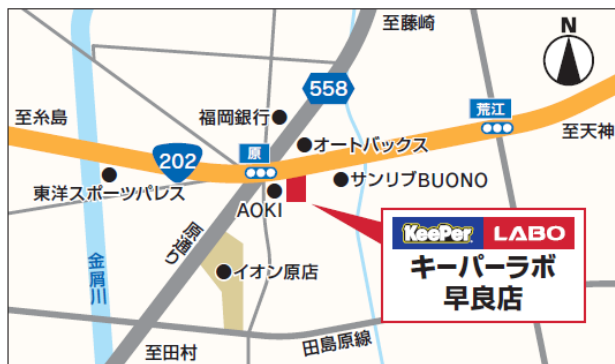 至藤崎
N
558
福岡銀行
荒江
至糸島
オートバックス
至天神
原
202
東洋スポーツパレス
サンリブBUONO
AOKI
KeePer LABO
キーパーラボ
早良店
原通り
イオン原店
金屑川
田島原線
至田村